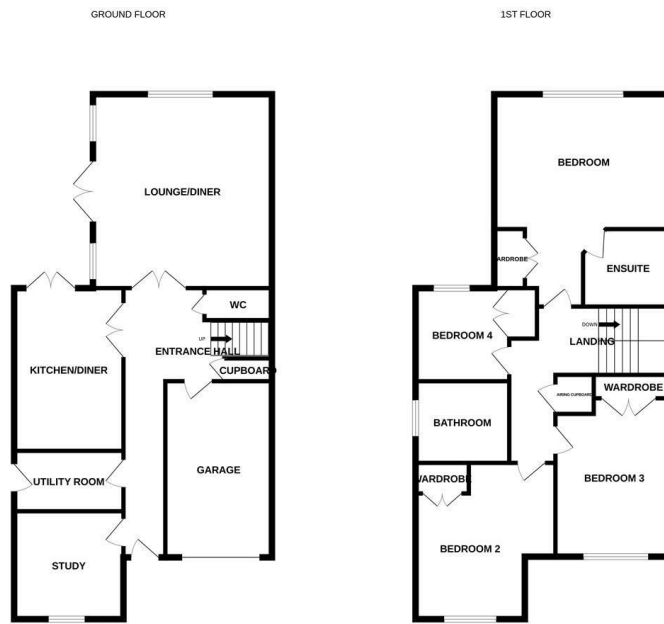 GROUND FLOOR
LOUNGE/DINER
WC
UP
ENTRANCE HALL
CUPBOARD
KITCHEN/DINER
GARAGE
UTILITY ROOM
STUDY
1ST FLOOR
BEDROOM
ARDROBE
ENSUITE
BEDROOM 4
DOWN
LANDING
WARDROBE
AIRING CUPBOARD
BATHROOM
WARDROBE
BEDROOM 3
BEDROOM 2